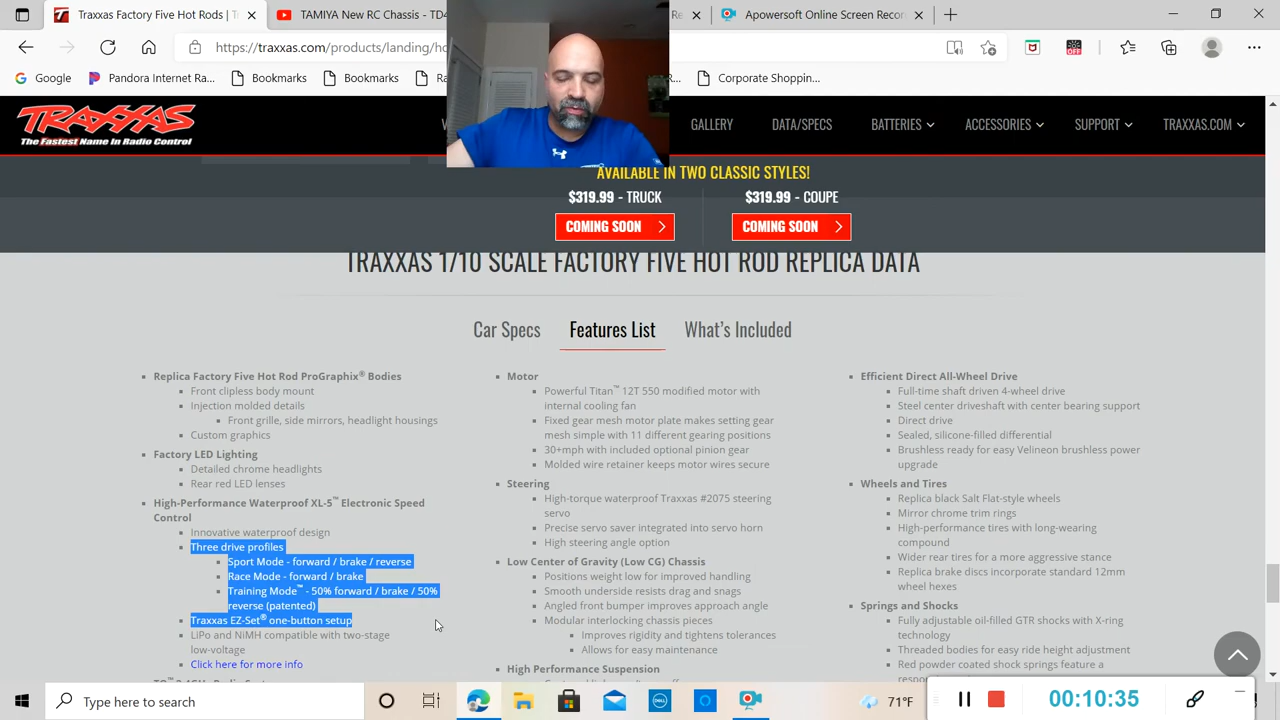 Traxxas Factory Five Hot Rods | T
TAMIYA New RC Chassis - TD4
Re
Apowersoft Online Screen Recor
https://traxxas.com/products/landing/ho
OFF
Google
Pandora Internet Ra...
Bookmarks
Bookmarks
Ra
Corporate Shoppin...
TRAXXAS
The Fastest Name In Radio Control
V
GALLERY
DATA/SPECS
BATTERIES
ACCESSORIES
SUPPORT
TRAXXAS.COM
AVAILABLE IN TWO CLASSIC STYLES!
$319.99 - TRUCK
$319.99 - COUPE
COMING SOON
COMING SOON
TRAXXAS 1/10 SCALE FACTORY FIVE HOT ROD REPLICA DATA
Car Specs
Features List
What's Included
Replica Factory Five Hot Rod ProGraphix® Bodies
Front clipless body mount
Injection molded details
Front grille, side mirrors, headlight housings
Custom graphics
Factory LED Lighting
Detailed chrome headlights
Rear red LED lenses
High-Performance Waterproof XL-5™ Electronic Speed
Control
Innovative waterproof design
Three drive profiles
Sport Mode - forward / brake / reverse
Race Mode - forward / brake
Training Mode™ - 50% forward / brake / 50%
reverse (patented)
Traxxas EZ-Set® one-button setup
LiPo and NiMH compatible with two-stage
low-voltage
Click here for more info
Motor
Powerful Titan™ 12T 550 modified motor with
internal cooling fan
Fixed gear mesh motor plate makes setting gear
mesh simple with 11 different gearing positions
30+mph with included optional pinion gear
Molded wire retainer keeps motor wires secure
Steering
High-torque waterproof Traxxas #2075 steering
servo
Precise servo saver integrated into servo horn
High steering angle option
Low Center of Gravity (Low CG) Chassis
Positions weight low for improved handling
Smooth underside resists drag and snags
Angled front bumper improves approach angle
Modular interlocking chassis pieces
Improves rigidity and tightens tolerances
Allows for easy maintenance
High Performance Suspension
Efficient Direct All-Wheel Drive
Full-time shaft driven 4-wheel drive
Steel center driveshaft with center bearing support
Direct drive
Sealed, silicone-filled differential
Brushless ready for easy Velineon brushless power
upgrade
Wheels and Tires
Replica black Salt Flat-style wheels
Mirror chrome trim rings
High-performance tires with long-wearing
compound
Wider rear tires for a more aggressive stance
Replica brake discs incorporate standard 12mm
wheel hexes
Springs and Shocks
Fully adjustable oil-filled GTR shocks with X-ring
technology
Threaded bodies for easy ride height adjustment
Red powder coated shock springs feature a
Type here to search
DELL
71°F
00:10:35